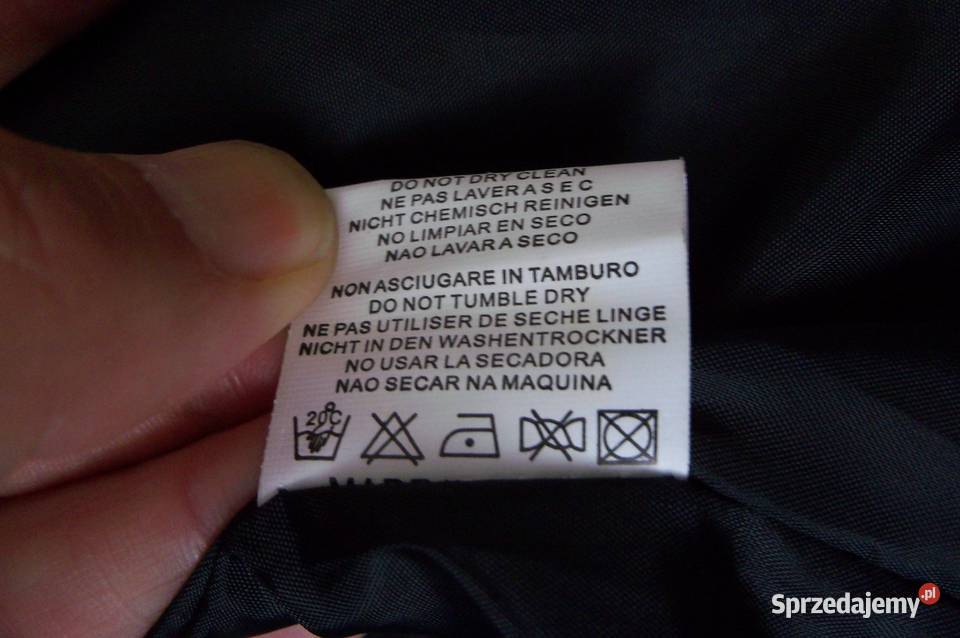 DO NOT DRY CLEAN
NE PAS LAVER A S E C
NICHT CHEMISCH REINIGEN
NO LIMPIAR EN SECO
NAO LAVAR A SECO
NON ASCIUGARE IN TAMBURO
DO NOT TUMBLE DRY
NE PAS UTILISER DE SECHE LINGE
NICHT IN DEN WASHENTROCKNER
NO USAR LA SECADORA
NAO SECAR NA MAQUINA
20°C
Sprzedajemy.pl